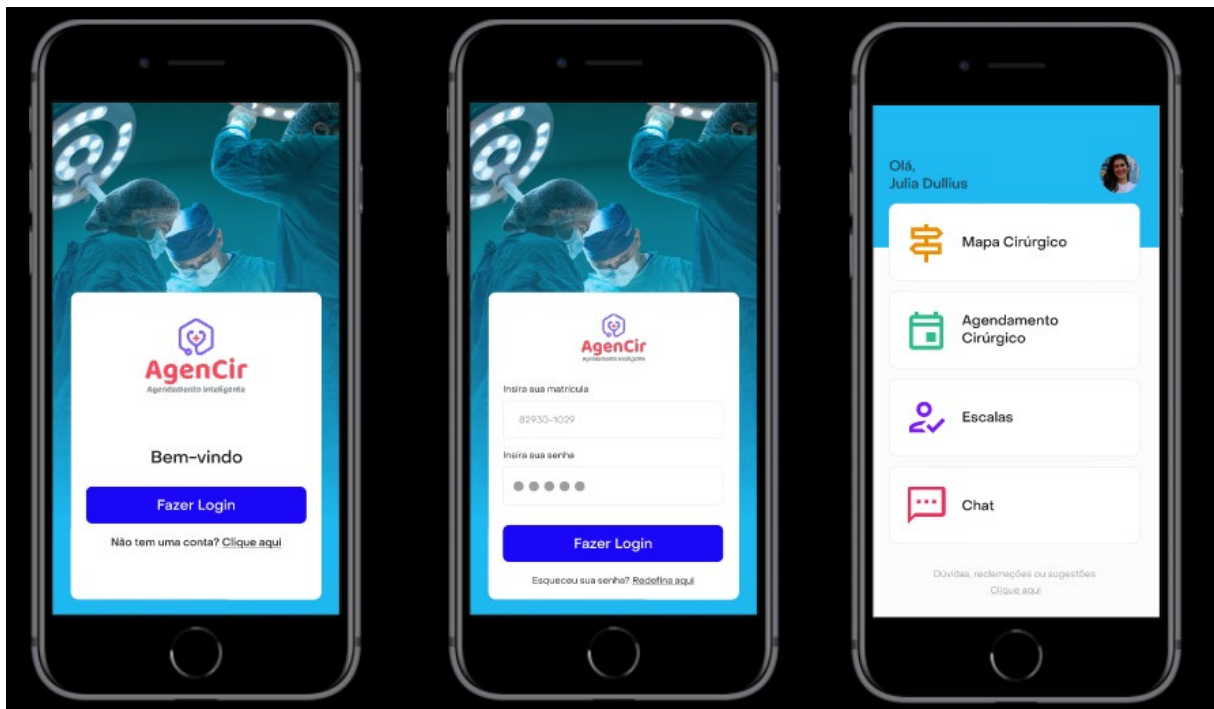 AgenCir
Agendamento Inteligente
Bem-vindo
Fazer Login
Não tem uma conta? Clique aqui
AgenCir
Agendamento Inteligente
Insira sua matrícula
82930-1029
Insira sua senha
Fazer Login
Esqueceu sua senha? Redefina aqui
Olá,
Julia Dullius
Mapa Cirúrgico
Agendamento
Cirúrgico
Escalas
Chat
Dúvidas, reclamações ou sugestões
Clique aqui